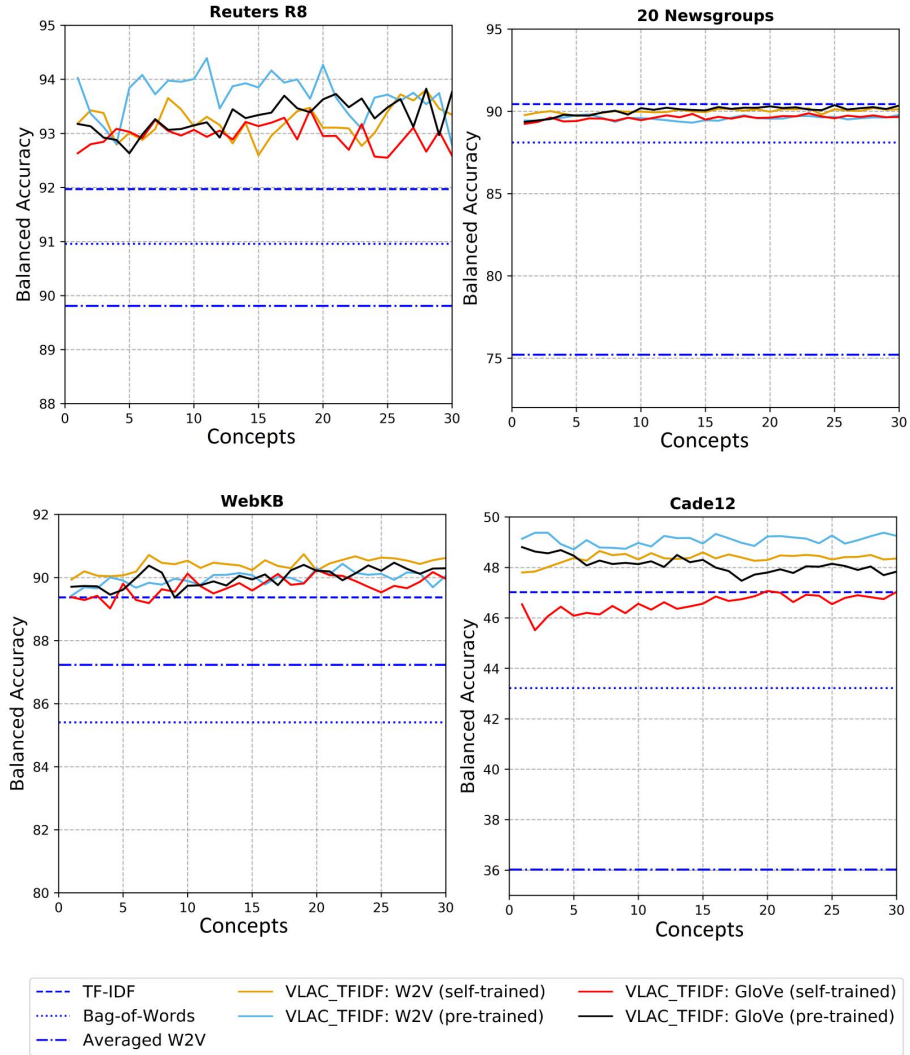 Reuters R8
95
94
93
92
91
90
89
88
Balanced Accuracy
0 5 10 15 20 25 30
Concepts
20 Newsgroups
95
90
85
80
75
Balanced Accuracy
0 5 10 15 20 25 30
Concepts
WebKB
92
90
88
86
84
82
80
Balanced Accuracy
0 5 10 15 20 25 30
Concepts
Cade12
50
48
46
44
42
40
38
36
Balanced Accuracy
0 5 10 15 20 25 30
Concepts
TF-IDF
Bag-of-Words
Averaged W2V
VLAC_TFIDF: W2V (self-trained)
VLAC_TFIDF: W2V (pre-trained)
VLAC_TFIDF: GloVe (self-trained)
VLAC_TFIDF: GloVe (pre-trained)